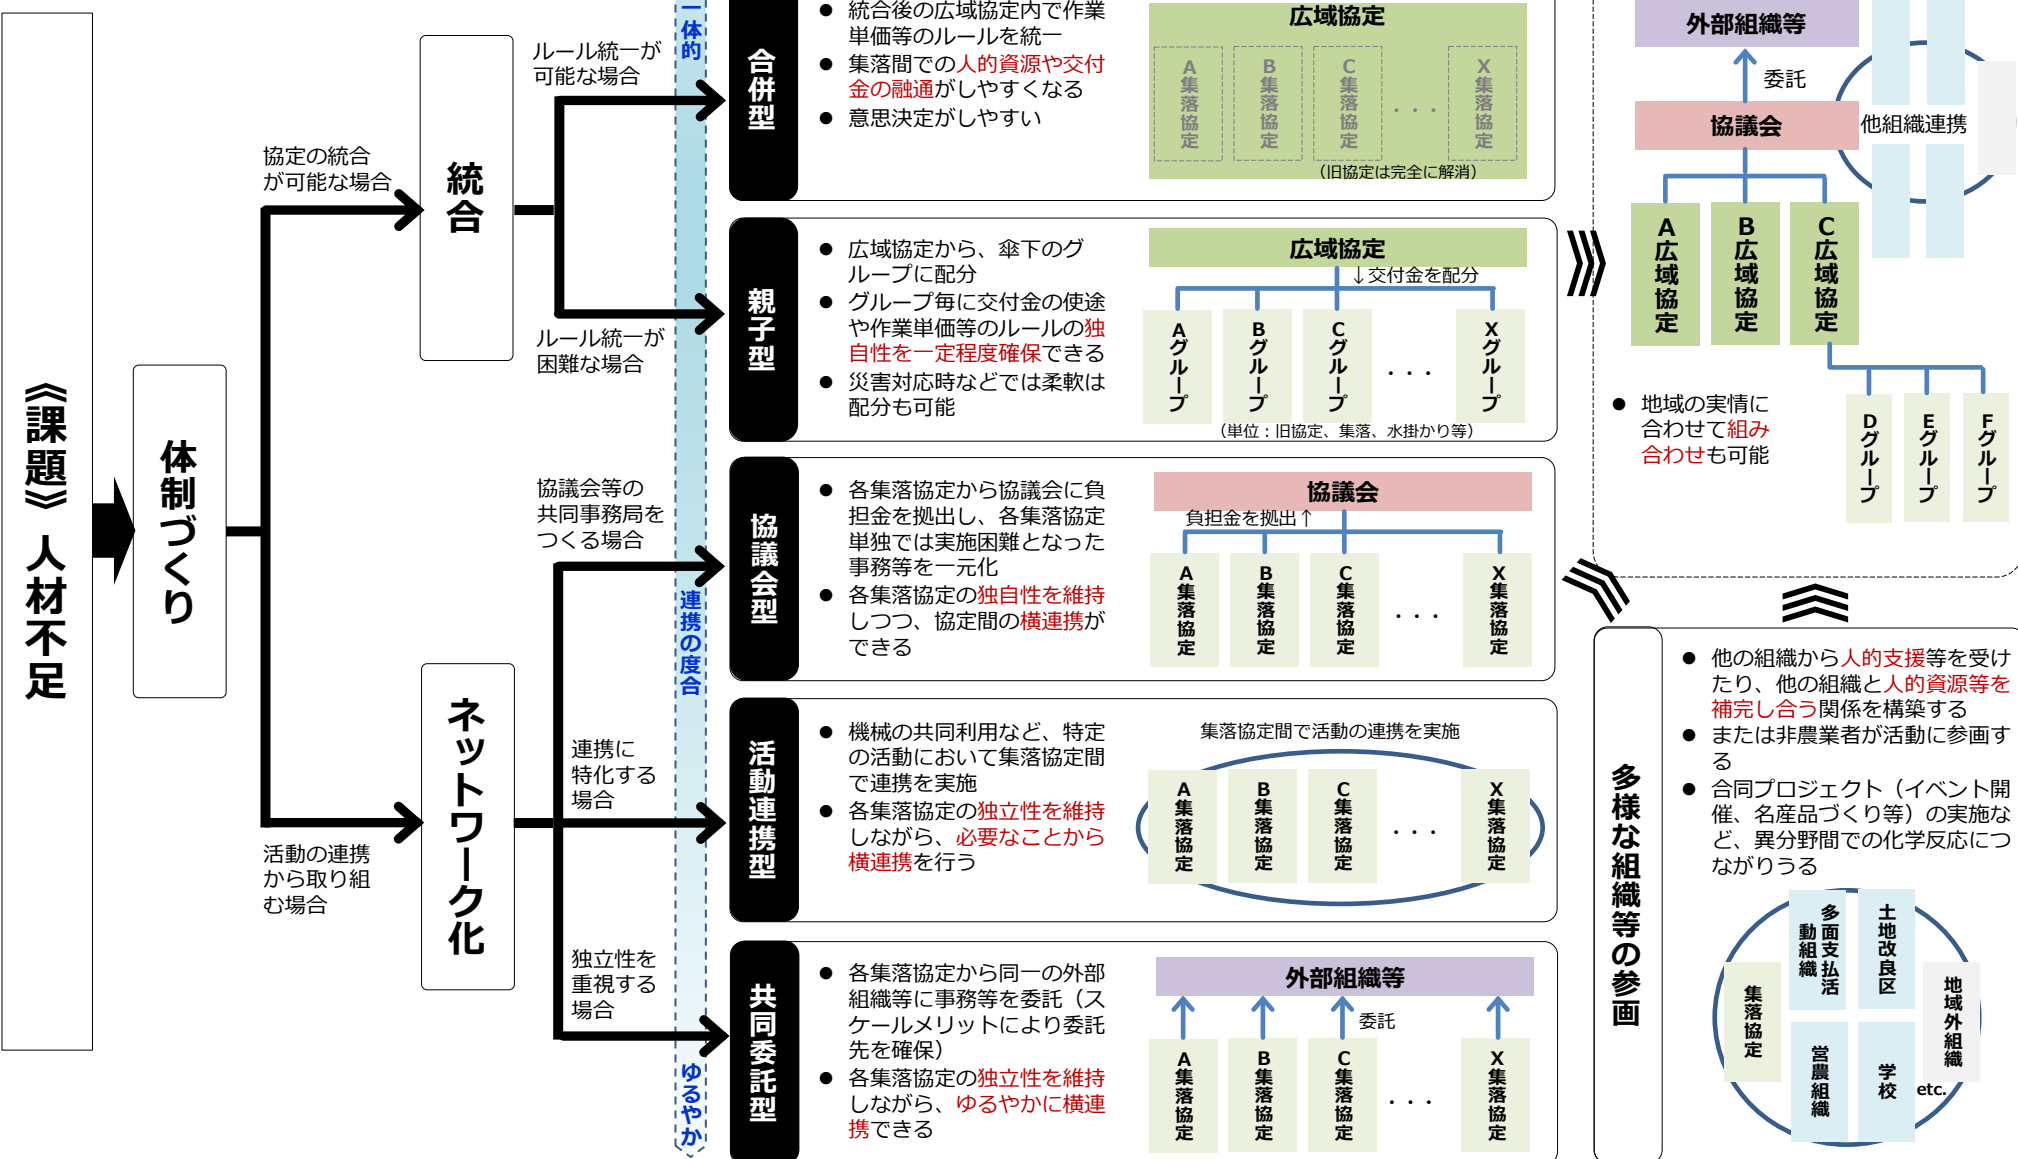 《課題》人材不足
体制づくり
協定の統合
が可能な場合
活動の連携
から取り組
む場合
統合
ネットワーク化
ルール統一が
可能な場合
ルール統一が
困難な場合
協議会等の
共同事務局を
つくる場合
連携に
特化する
場合
独立性を
重視する
場合
一体的
連携の度合
ゆるやか
合併型
● 統合後の広域協定内で作業
単価等のルールを統一
● 集落間での人的資源や交付
金の融通がしやすくなる
● 意思決定がしやすい
広域協定
A集落協定
B集落協定
C集落協定
・・・
X集落協定
（旧協定は完全に解消）
親子型
● 広域協定から、傘下のグ
ループに配分
● グループ毎に交付金の使途
や作業単価等のルールの独
自性を一定程度確保できる
● 災害対応時などでは柔軟は
配分も可能
広域協定
↓交付金を配分
Aグループ
Bグループ
Cグループ
・・・
Xグループ
（単位：旧協定、集落、水掛かり等）
協議会型
● 各集落協定から協議会に負
担金を拠出し、各集落協定
単独では実施困難となった
事務等を一元化
● 各集落協定の独自性を維持
しつつ、協定間の横連携が
できる
協議会
負担金を拠出↑
A集落協定
B集落協定
C集落協定
・・・
X集落協定
活動連携型
● 機械の共同利用など、特定
の活動において集落協定間
で連携を実施
● 各集落協定の独立性を維持
しながら、必要なことから
横連携を行う
集落協定間で活動の連携を実施
A集落協定
B集落協定
C集落協定
・・・
X集落協定
共同委託型
● 各集落協定から同一の外部
組織等に事務等を委託（ス
ケールメリットにより委託
先を確保）
● 各集落協定の独立性を維持
しながら、ゆるやかに横連
携できる
外部組織等
委託
A集落協定
B集落協定
C集落協定
・・・
X集落協定
外部組織等
委託
協議会
他組織連携
A広域協定
B広域協定
C広域協定
● 地域の実情に
合わせて組み
合わせも可能
Dグループ
Eグループ
Fグループ
多様な組織等の参画
● 他の組織から人的支援等を受け
たり、他の組織と人的資源等を
補完し合う関係を構築する
● または非農業者が活動に参画す
る
● 合同プロジェクト（イベント開
催、名産品づくり等）の実施な
ど、異分野間での化学反応につ
ながりうる
集落協定
多面支払活
動組織
土地改良区
地域外組織
営農組織
学校
etc.